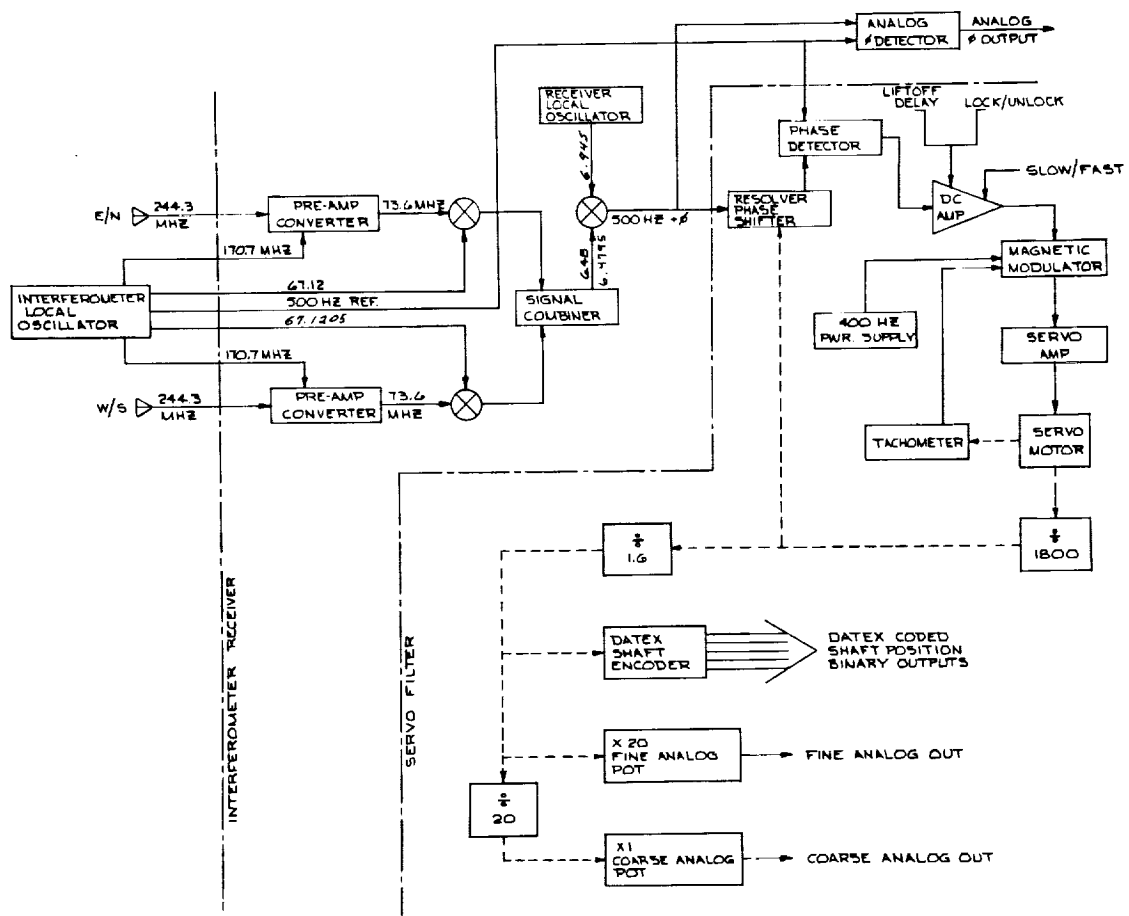 ANALOG
Ø DETECTOR
ANALOG
Ø OUTPUT
RECEIVER
LOCAL
OSCILLATOR
LIFTOFF
DELAY
LOCK/UNLOCK
6.945
PHASE
DETECTOR
SLOW/FAST
E/N
244.3
MHZ
PRE-AMP
CONVERTER
73.6 MHZ
500 HZ + Ø
RESOLVER
PHASE
SHIFTER
DC
AMP
170.7 MHZ
6.48
6.4795
MAGNETIC
MODULATOR
INTERFEROMETER
LOCAL
OSCILLATOR
67.12
500 HZ REF.
67.1205
SIGNAL
COMBINER
400 HZ
PWR. SUPPLY
SERVO
AMP
170.7 MHZ
W/S
244.3
MHZ
PRE-AMP
CONVERTER
73.6
MHZ
TACHOMETER
SERVO
MOTOR
÷
1.6
÷
1800
INTERFEROMETER RECEIVER
SERVO FILTER
DATEX
SHAFT
ENCODER
DATEX CODED
SHAFT POSITION
BINARY OUTPUTS
X 20
FINE ANALOG
POT
FINE ANALOG OUT
÷
20
X1
COARSE ANALOG
POT
COARSE ANALOG OUT